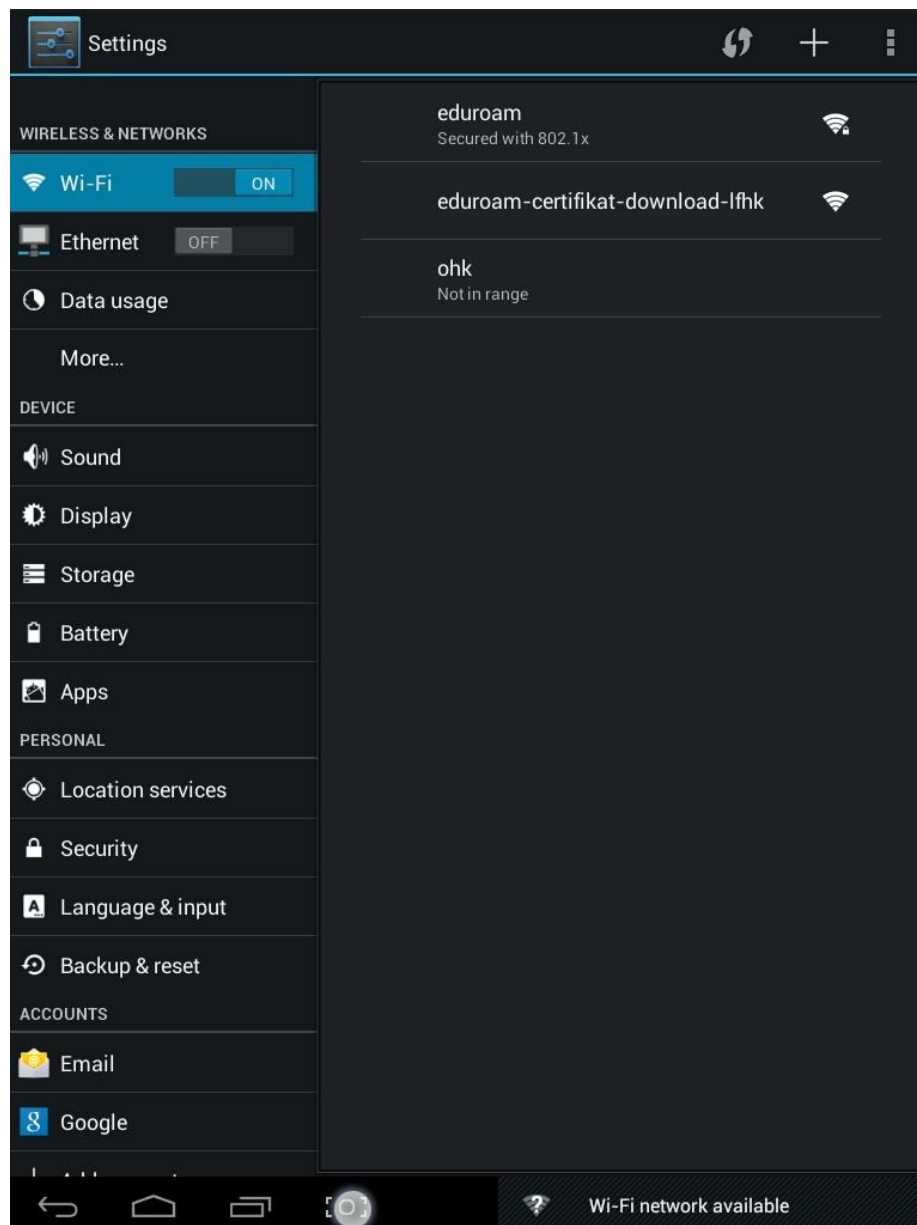 Settings
WIRELESS & NETWORKS
Wi-Fi ON
Ethernet OFF
Data usage
More...
DEVICE
Sound
Display
Storage
Battery
Apps
PERSONAL
Location services
Security
Language & input
Backup & reset
ACCOUNTS
Email
Google
eduroam
Secured with 802.1x
eduroam-certifikat-download-lfhk
ohk
Not in range
Wi-Fi network available